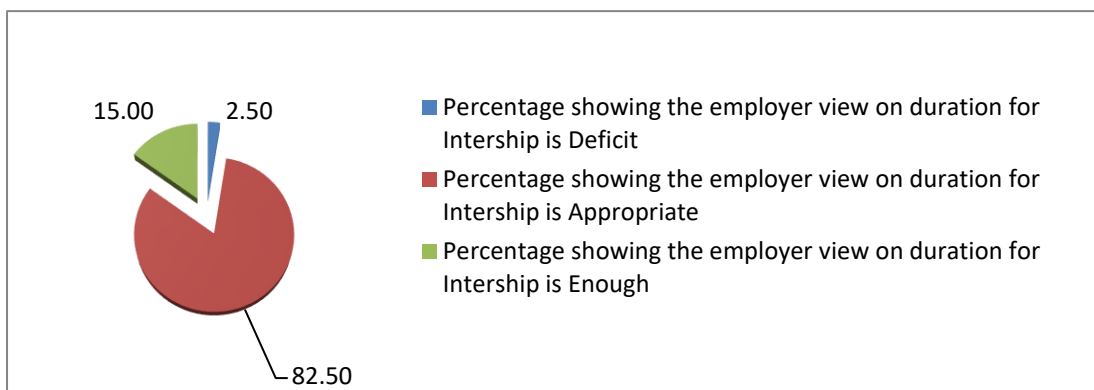 15.00
2.50
82.50
Percentage showing the employer view on duration for
Intership is Deficit
Percentage showing the employer view on duration for
Intership is Appropriate
Percentage showing the employer view on duration for
Intership is Enough